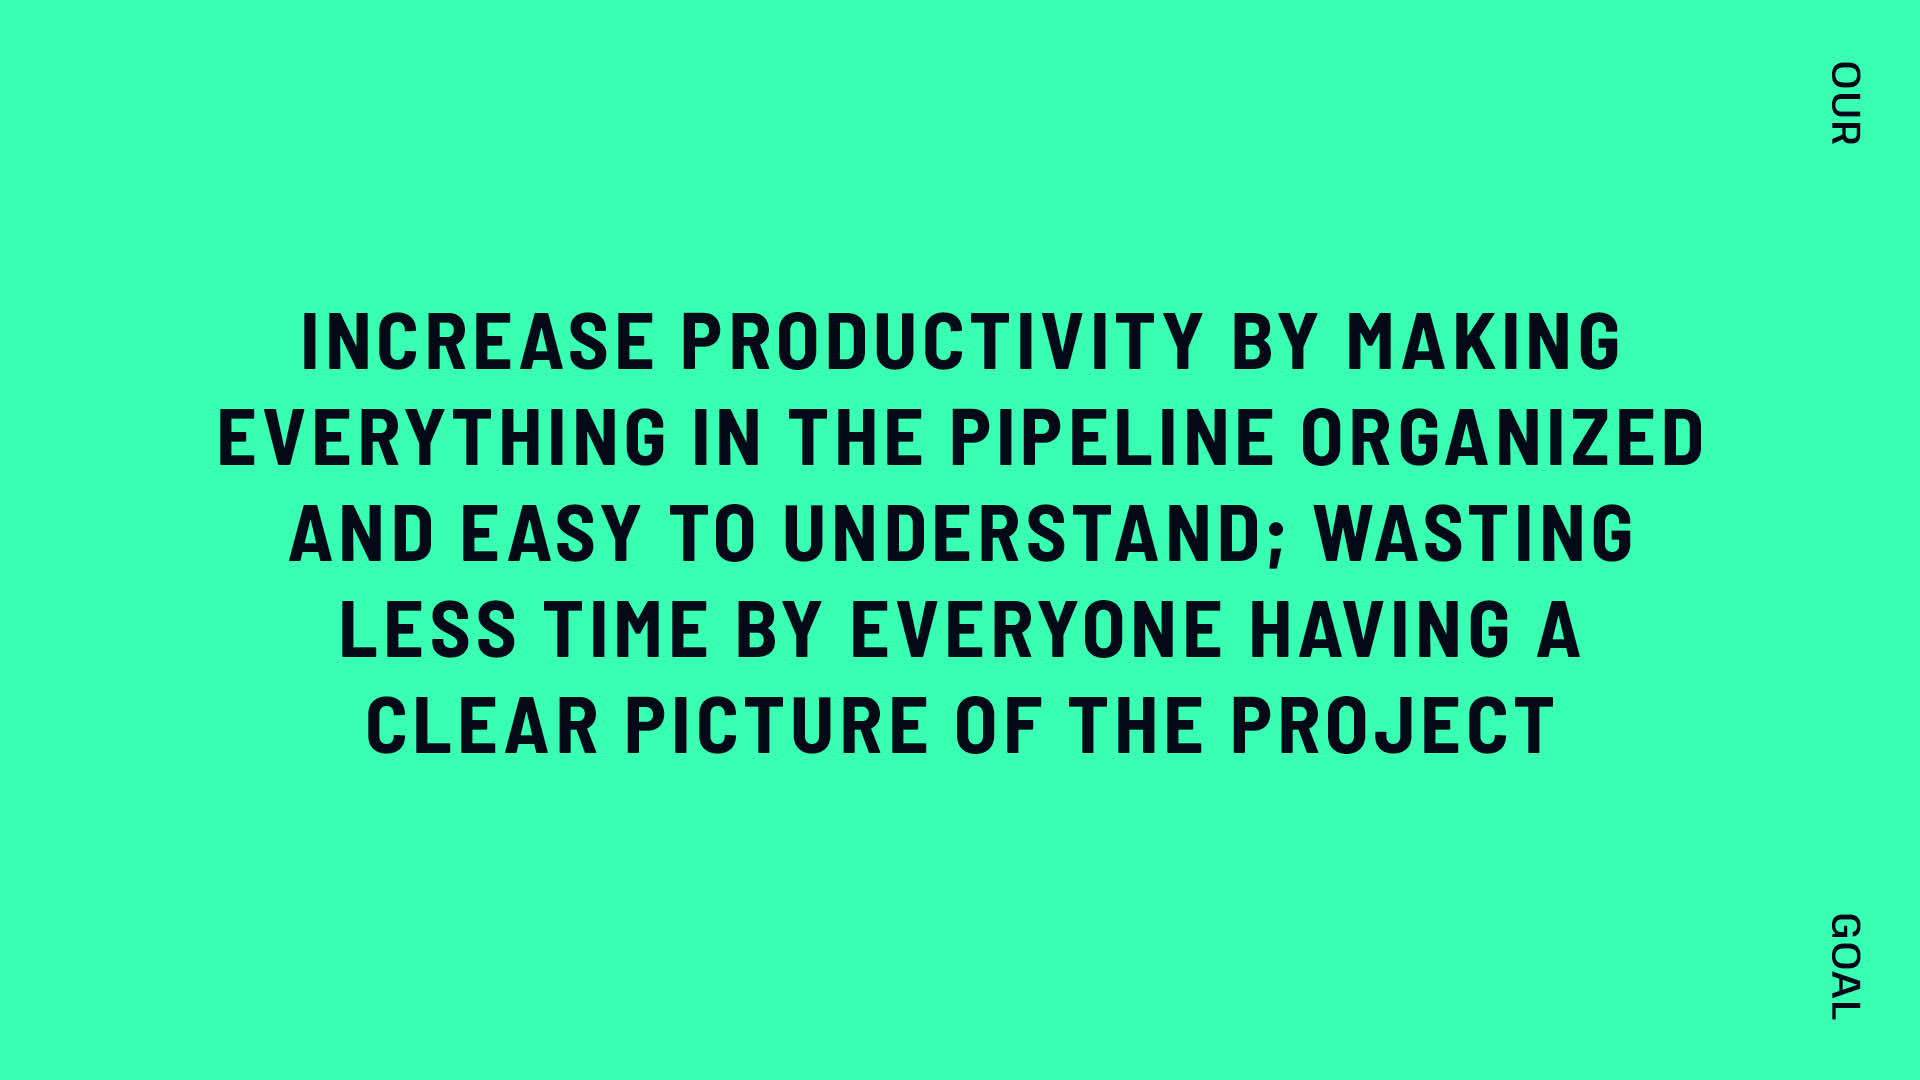 OUR
INCREASE PRODUCTIVITY BY MAKING
EVERYTHING IN THE PIPELINE ORGANIZED
AND EASY TO UNDERSTAND; WASTING
LESS TIME BY EVERYONE HAVING A
CLEAR PICTURE OF THE PROJECT
GOAL